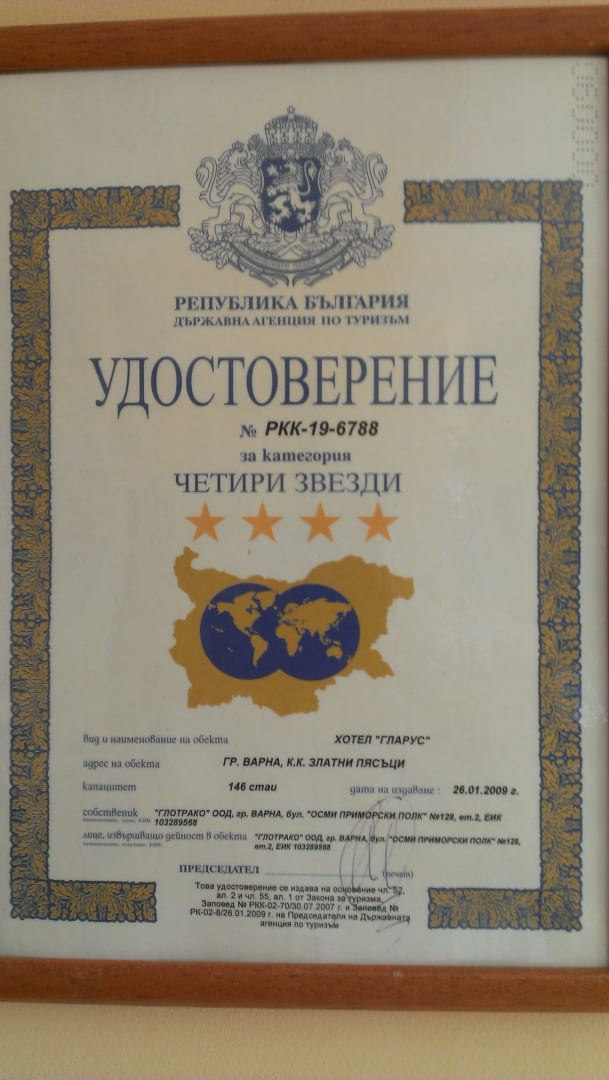 РЕПУБЛИКА БЪЛГАРИЯ
ДЪРЖАВНА АГЕНЦИЯ ПО ТУРИЗЪМ
УДОСТОВЕРЕНИЕ
№ РКК-19-6788
за категория
ЧЕТИРИ ЗВЕЗДИ
вид и наименование на обекта ХОТЕЛ "ГЛАРУС"
адрес на обекта ГР. ВАРНА, К.К. ЗЛАТНИ ПЯСЪЦИ
капацитет 146 стаи дата на издаване : 26.01.2009 г.
собственик "ГЛОТРАКО" ООД, гр. ВАРНА, бул. "ОСМИ ПРИМОРСКИ ПОЛК" №128, ет.2, ЕИК
103289568
лице, извършващо дейност в обекта "ГЛОТРАКО" ООД, гр. ВАРНА, бул. "ОСМИ ПРИМОРСКИ ПОЛК" №128,
ет.2, ЕИК 103289568
ПРЕДСЕДАТЕЛ (печат)
Това удостоверение се издава на основание чл. 52,
ал. 2 и чл. 55, ал. 1 от Закона за туризма,
Заповед № РКК-02-70/30.07.2007 г. и Заповед №
РК-02-8/26.01.2009 г. на Председателя на Държавната
агенция по туризъм